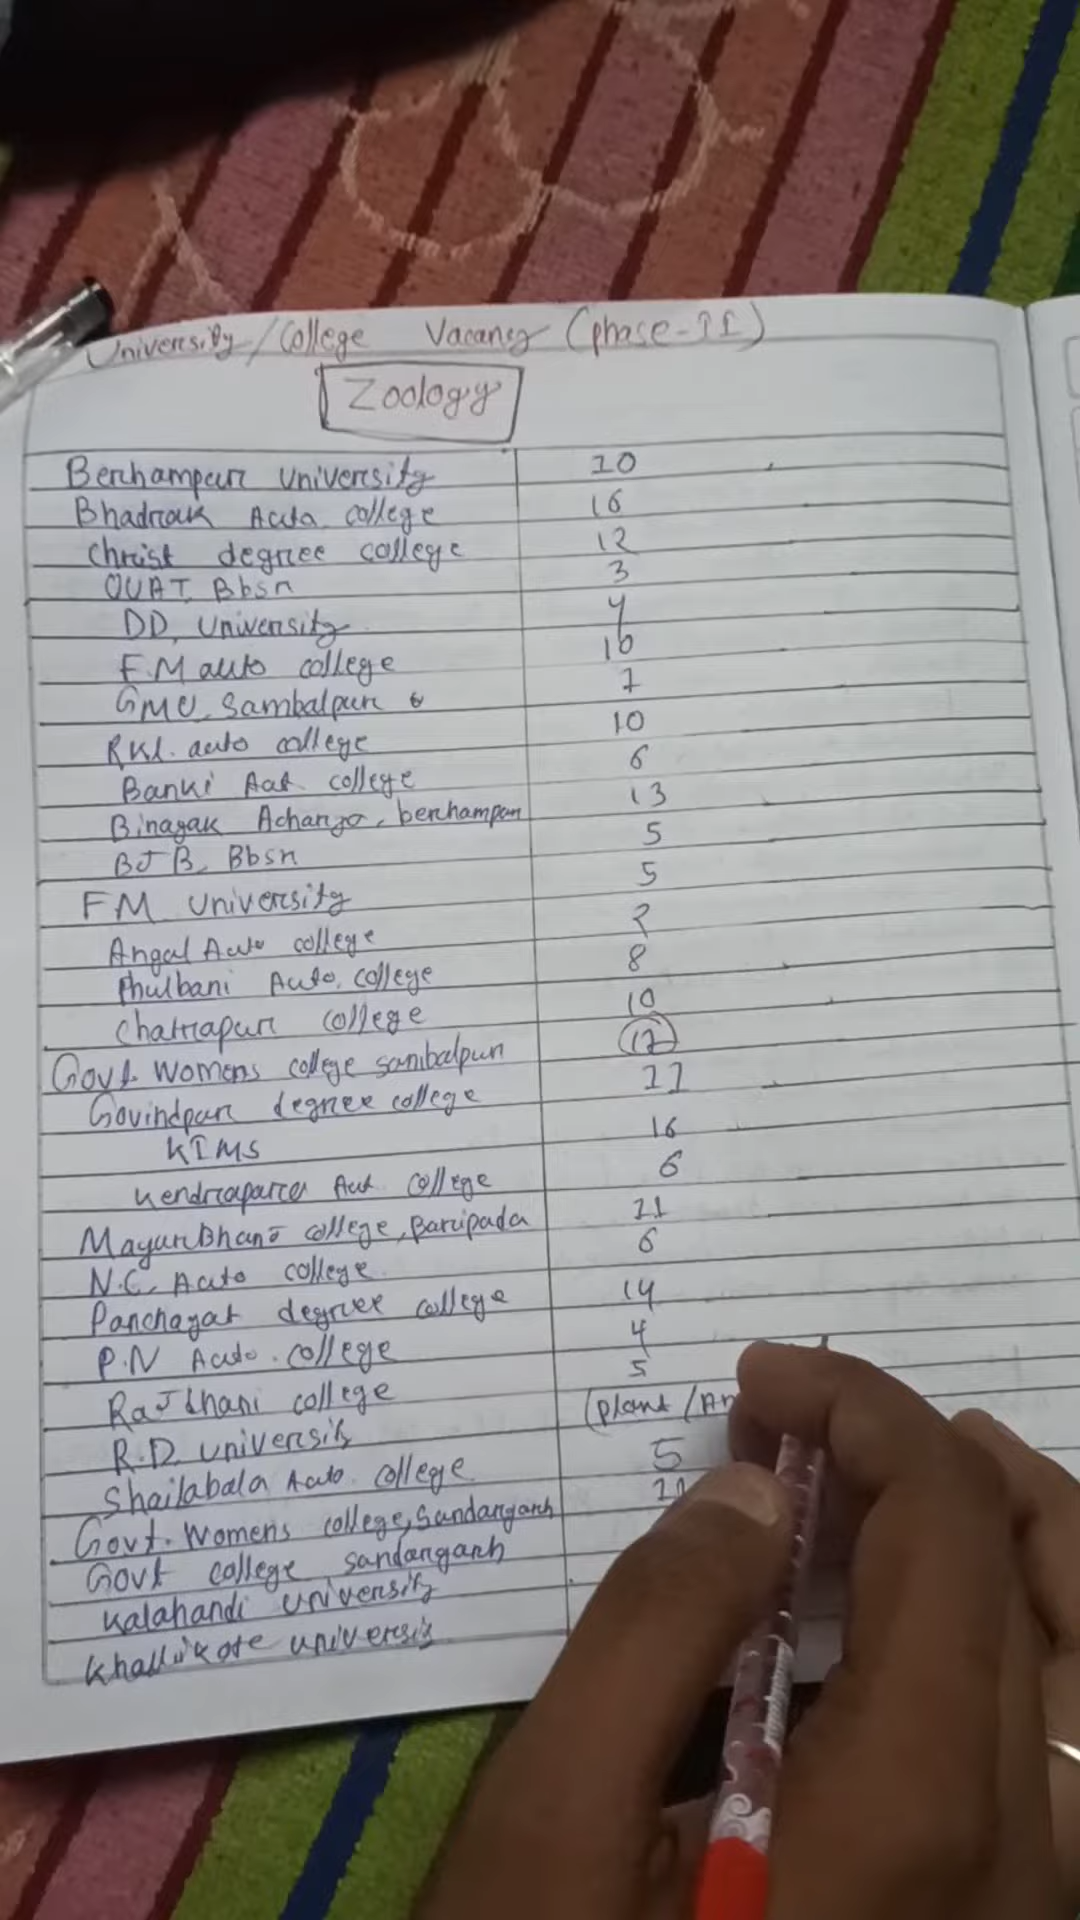 University/College Vacancy (phase-II)
Zoology
Berhampur University 10
Bhadrak Auto. college 16
Christ degree college 12
OUAT, Bbsr 3
DD, University 4
F.M auto college 10
GMU, Sambalpur 7
RKL. auto college 10
Banki Aut. college 6
Binayak Acharya, berhampur 13
BJB, Bbsr 5
FM University 5
Angul Auto college 2
Phulbani Auto. college 8
Chatrapur college 10
Govt. Womens college sambalpur 12
Govindpur degree college 11
KIMS 16
Kendrapara Aut. college 6
MayurBhanj college, Baripada 11
N.C. Auto college 6
Panchayat degree college 14
P.N Auto. college 4
RaJdhani college 5
R.D. university (plant/An
Shailabala Auto. college 5
Govt. Womens college, Sundargarh
Govt college sundargarh
Kalahandi University
Khallikote university